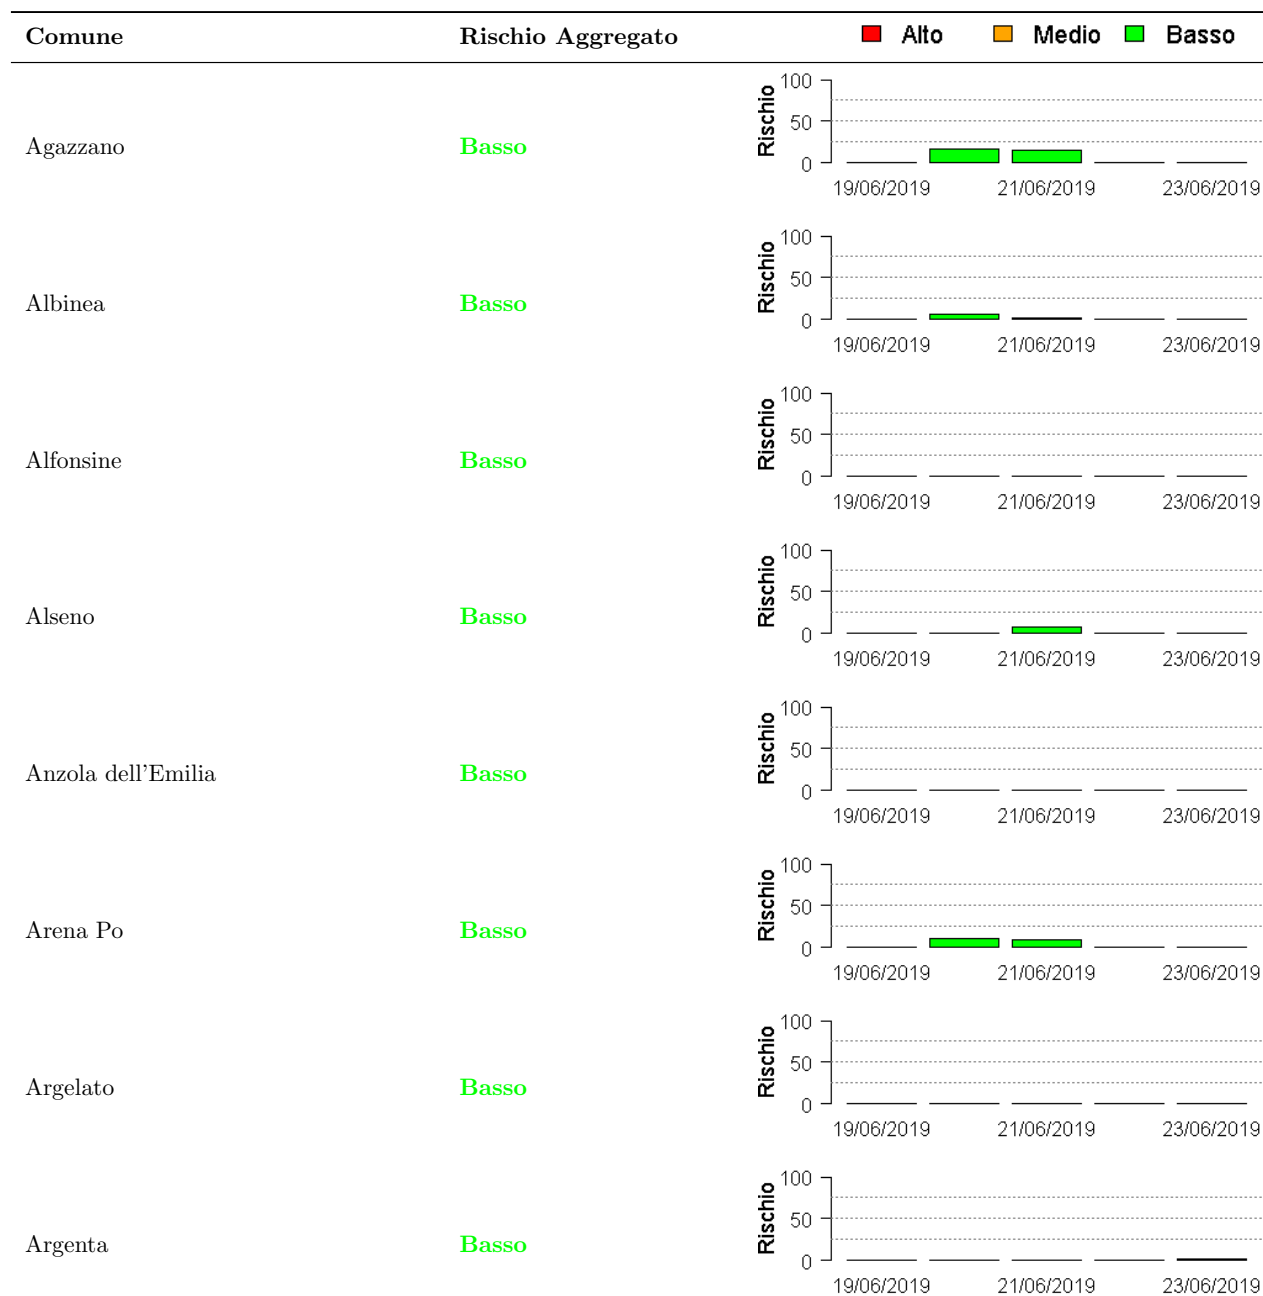 Comune Rischio Aggregato Alto Medio Basso
Agazzano Basso Rischio 100 50 0
19/06/2019 21/06/2019 23/06/2019
Albinea Basso Rischio 100 50 0
19/06/2019 21/06/2019 23/06/2019
Alfonsine Basso Rischio 100 50 0
19/06/2019 21/06/2019 23/06/2019
Alseno Basso Rischio 100 50 0
19/06/2019 21/06/2019 23/06/2019
Anzola dell'Emilia Basso Rischio 100 50 0
19/06/2019 21/06/2019 23/06/2019
Arena Po Basso Rischio 100 50 0
19/06/2019 21/06/2019 23/06/2019
Argelato Basso Rischio 100 50 0
19/06/2019 21/06/2019 23/06/2019
Argenta Basso Rischio 100 50 0
19/06/2019 21/06/2019 23/06/2019